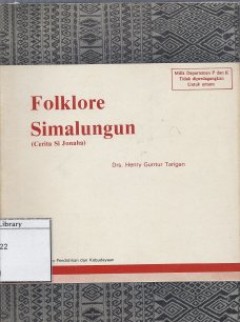 Milik Departemen P dan K
Tidak diperdagangkan
Untuk umum
Folklore
Simalungun
(Cerita Si Jonaha)
Drs. Henry Guntur Tarigan
Library
22
Pendidikan dan Kebudayaan